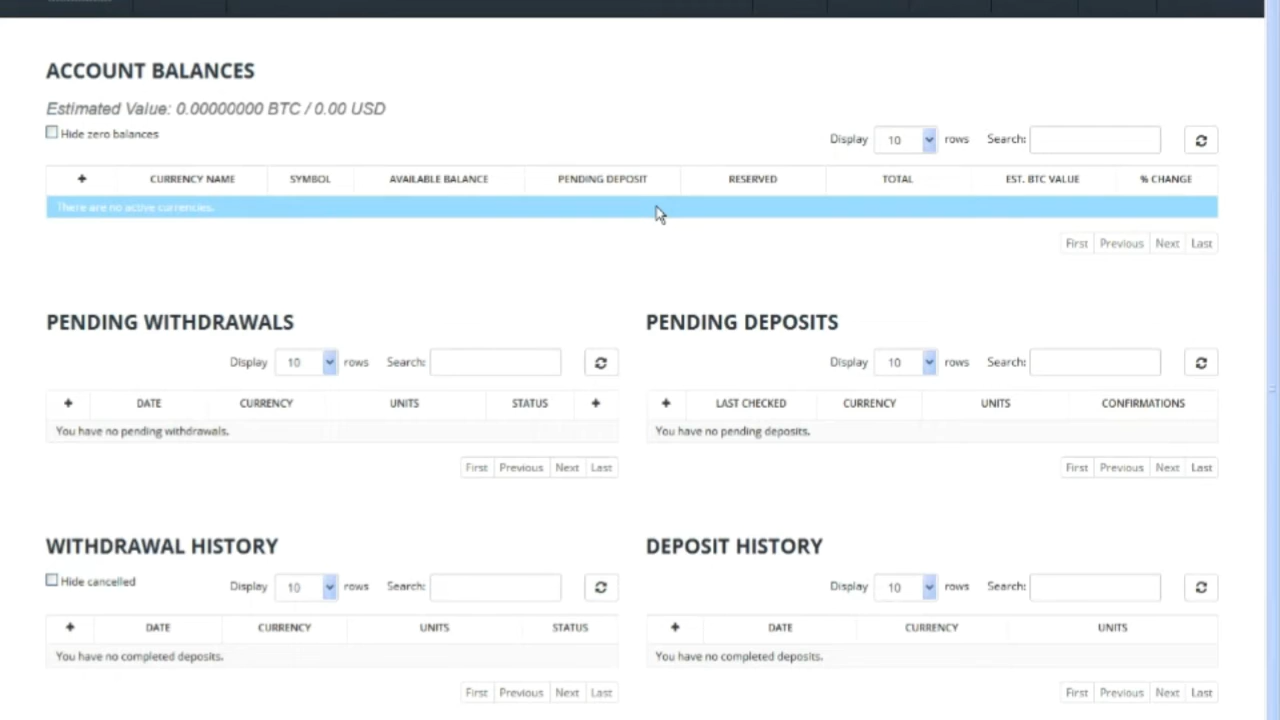 ACCOUNT BALANCES
Estimated Value: 0.00000000 BTC / 0.00 USD
Hide zero balances
Display 10 rows Search:
+ CURRENCY NAME SYMBOL AVAILABLE BALANCE PENDING DEPOSIT RESERVED TOTAL EST. BTC VALUE % CHANGE
There are no active currencies.
First Previous Next Last
PENDING WITHDRAWALS
Display 10 rows Search:
+ DATE CURRENCY UNITS STATUS +
You have no pending withdrawals.
First Previous Next Last
PENDING DEPOSITS
Display 10 rows Search:
+ LAST CHECKED CURRENCY UNITS CONFIRMATIONS
You have no pending deposits.
First Previous Next Last
WITHDRAWAL HISTORY
Hide cancelled Display 10 rows Search:
+ DATE CURRENCY UNITS STATUS
You have no completed deposits.
First Previous Next Last
DEPOSIT HISTORY
Display 10 rows Search:
+ DATE CURRENCY UNITS
You have no completed deposits.
First Previous Next Last